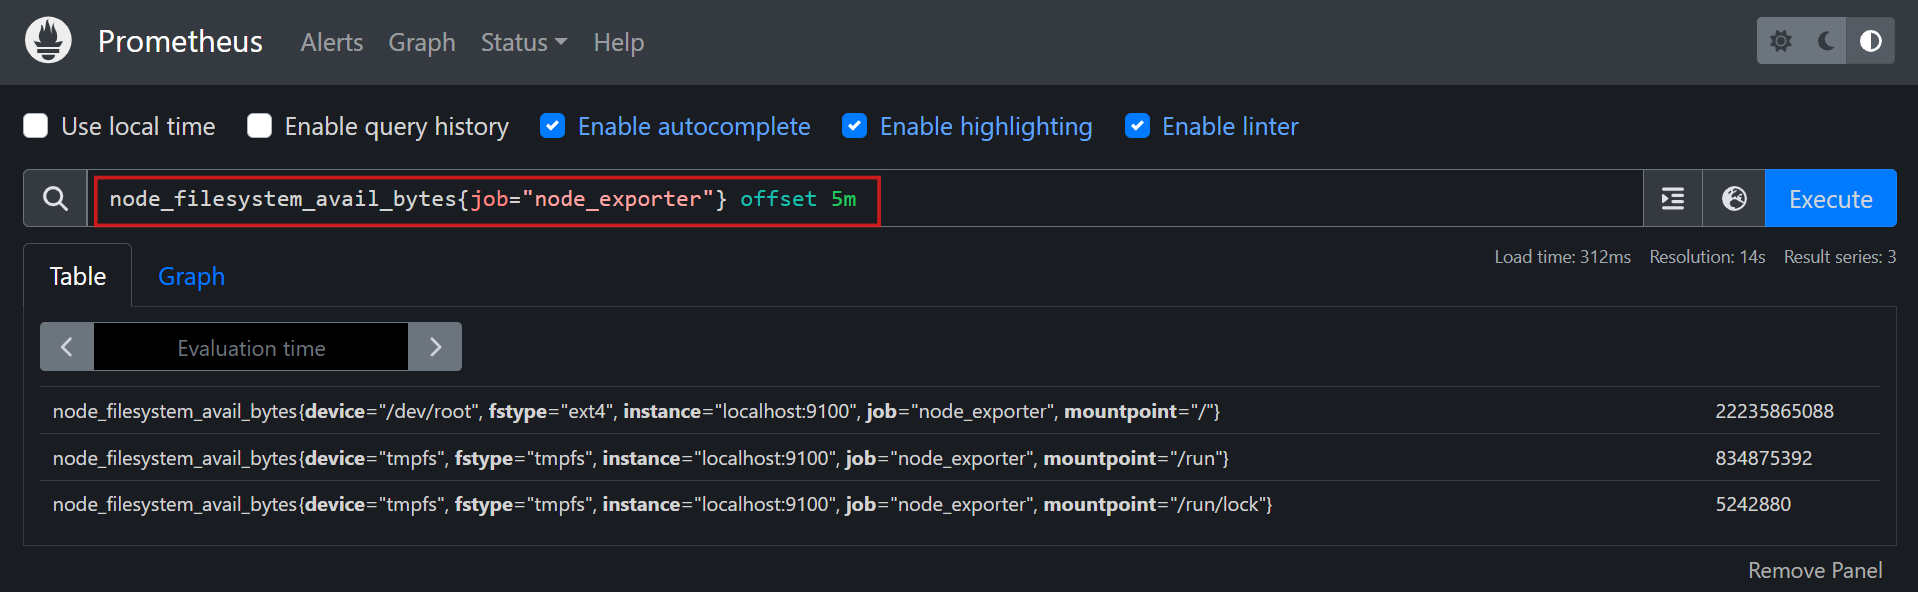 Prometheus Alerts Graph Status Help
Use local time Enable query history Enable autocomplete Enable highlighting Enable linter
node_filesystem_avail_bytes{job="node_exporter"} offset 5m Execute
Table Graph Load time: 312ms Resolution: 14s Result series: 3
Evaluation time
node_filesystem_avail_bytes{device="/dev/root", fstype="ext4", instance="localhost:9100", job="node_exporter", mountpoint="/"} 22235865088
node_filesystem_avail_bytes{device="tmpfs", fstype="tmpfs", instance="localhost:9100", job="node_exporter", mountpoint="/run"} 834875392
node_filesystem_avail_bytes{device="tmpfs", fstype="tmpfs", instance="localhost:9100", job="node_exporter", mountpoint="/run/lock"} 5242880
Remove Panel